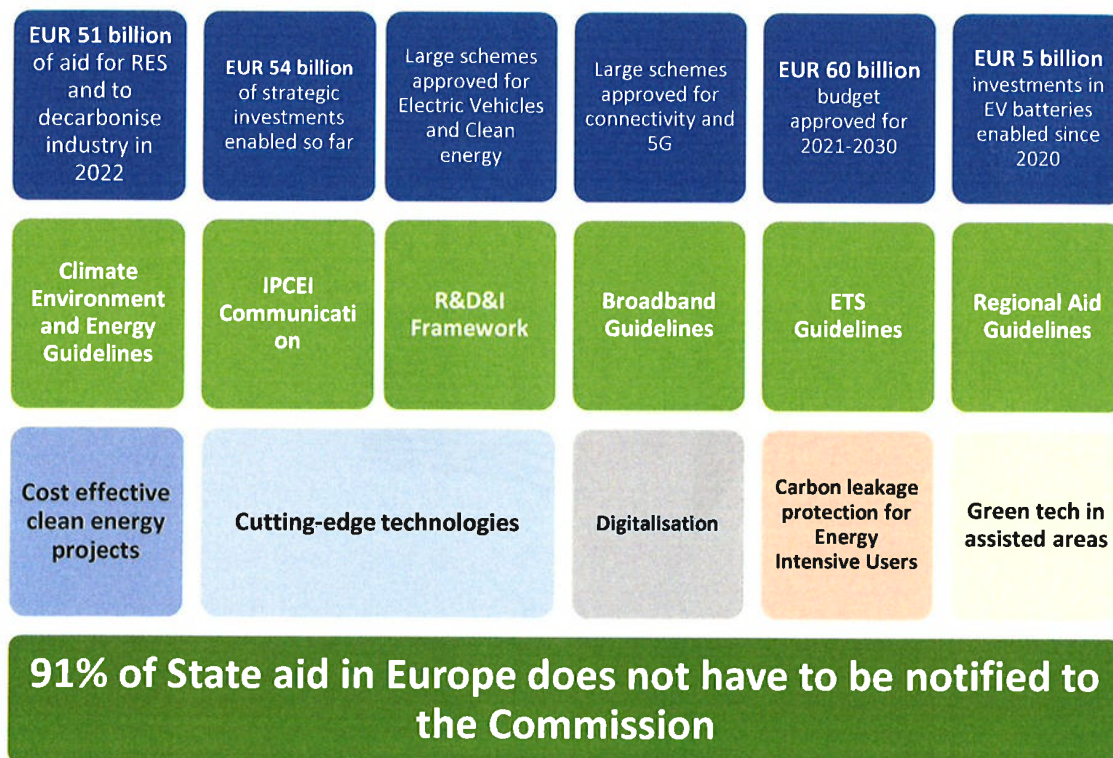 EUR 51 billion
of aid for RES
and to
decarbonise
industry in
2022
EUR 54 billion
of strategic
investments
enabled so far
Large schemes
approved for
Electric Vehicles
and Clean
energy
Large schemes
approved for
connectivity and
5G
EUR 60 billion
budget
approved for
2021-2030
EUR 5 billion
investments in
EV batteries
enabled since
2020
Climate
Environment
and Energy
Guidelines
IPCEI
Communicati
on
R&D&I
Framework
Broadband
Guidelines
ETS
Guidelines
Regional Aid
Guidelines
Cost effective
clean energy
projects
Cutting-edge technologies
Digitalisation
Carbon leakage
protection for
Energy
Intensive Users
Green tech in
assisted areas
91% of State aid in Europe does not have to be notified to
the Commission